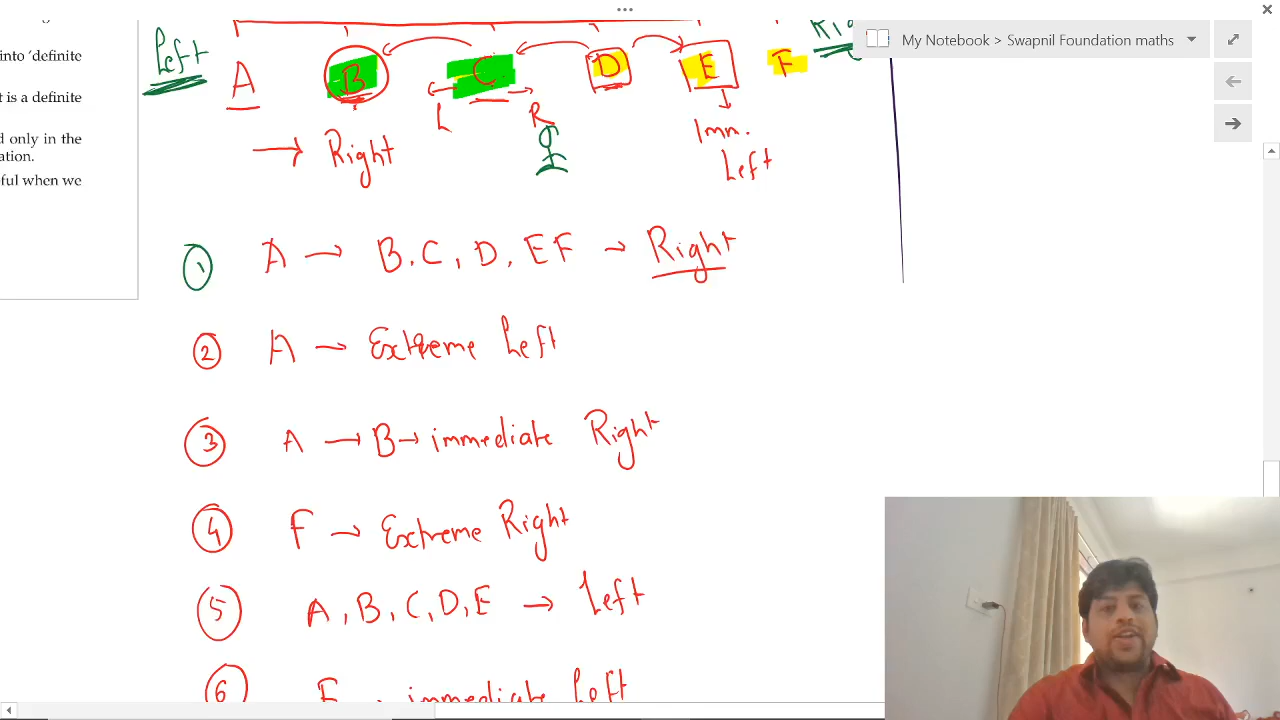 into 'definite
t is a definite
d only in the
ation.
ful when we
Left
My Notebook > Swapnil Foundation maths
A B C D E F
L R
→ Right
Imm.
Left
① A → B, C, D, E F → Right
② A → Extreme Left
③ A → B → immediate Right
④ F → Extreme Right
⑤ A, B, C, D, E → Left
⑥ immediate Left